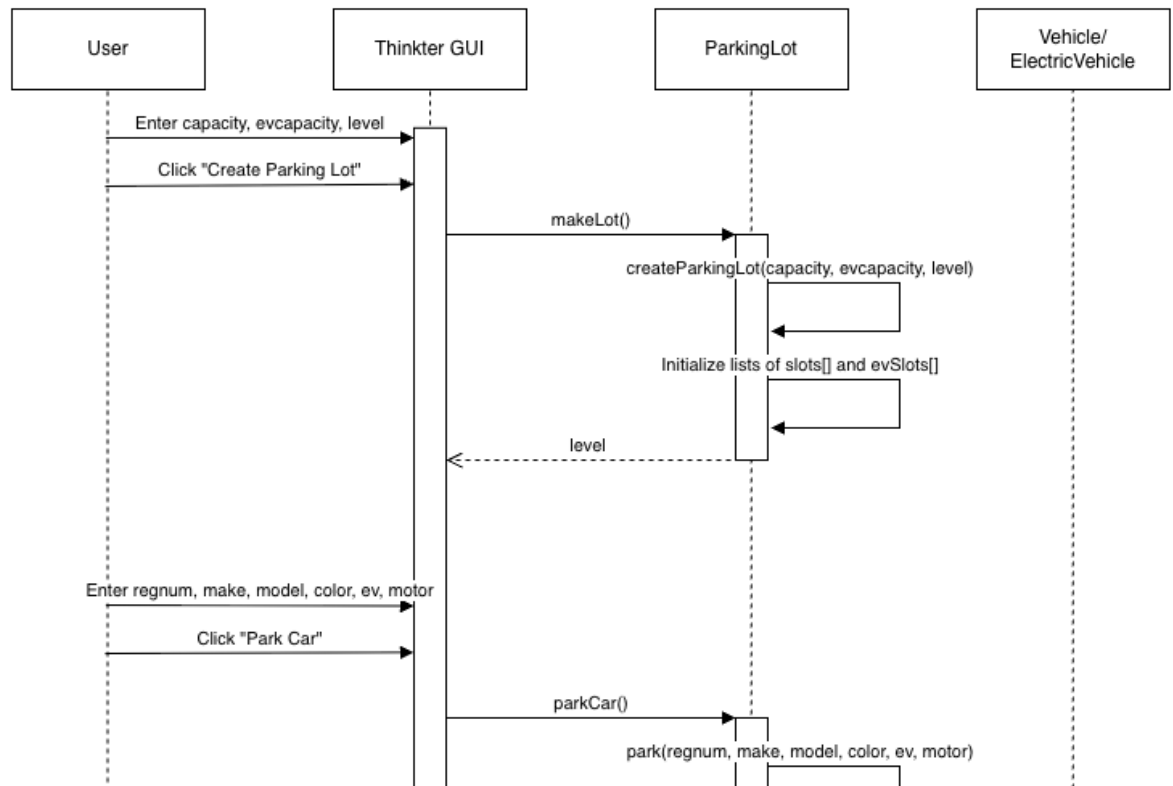 User
Thinkter GUI
ParkingLot
Vehicle/
ElectricVehicle
Enter capacity, evcapacity, level
Click "Create Parking Lot"
makeLot()
createParkingLot(capacity, evcapacity, level)
Initialize lists of slots[] and evSlots[]
level
Enter regnum, make, model, color, ev, motor
Click "Park Car"
parkCar()
park(regnum, make, model, color, ev, motor)